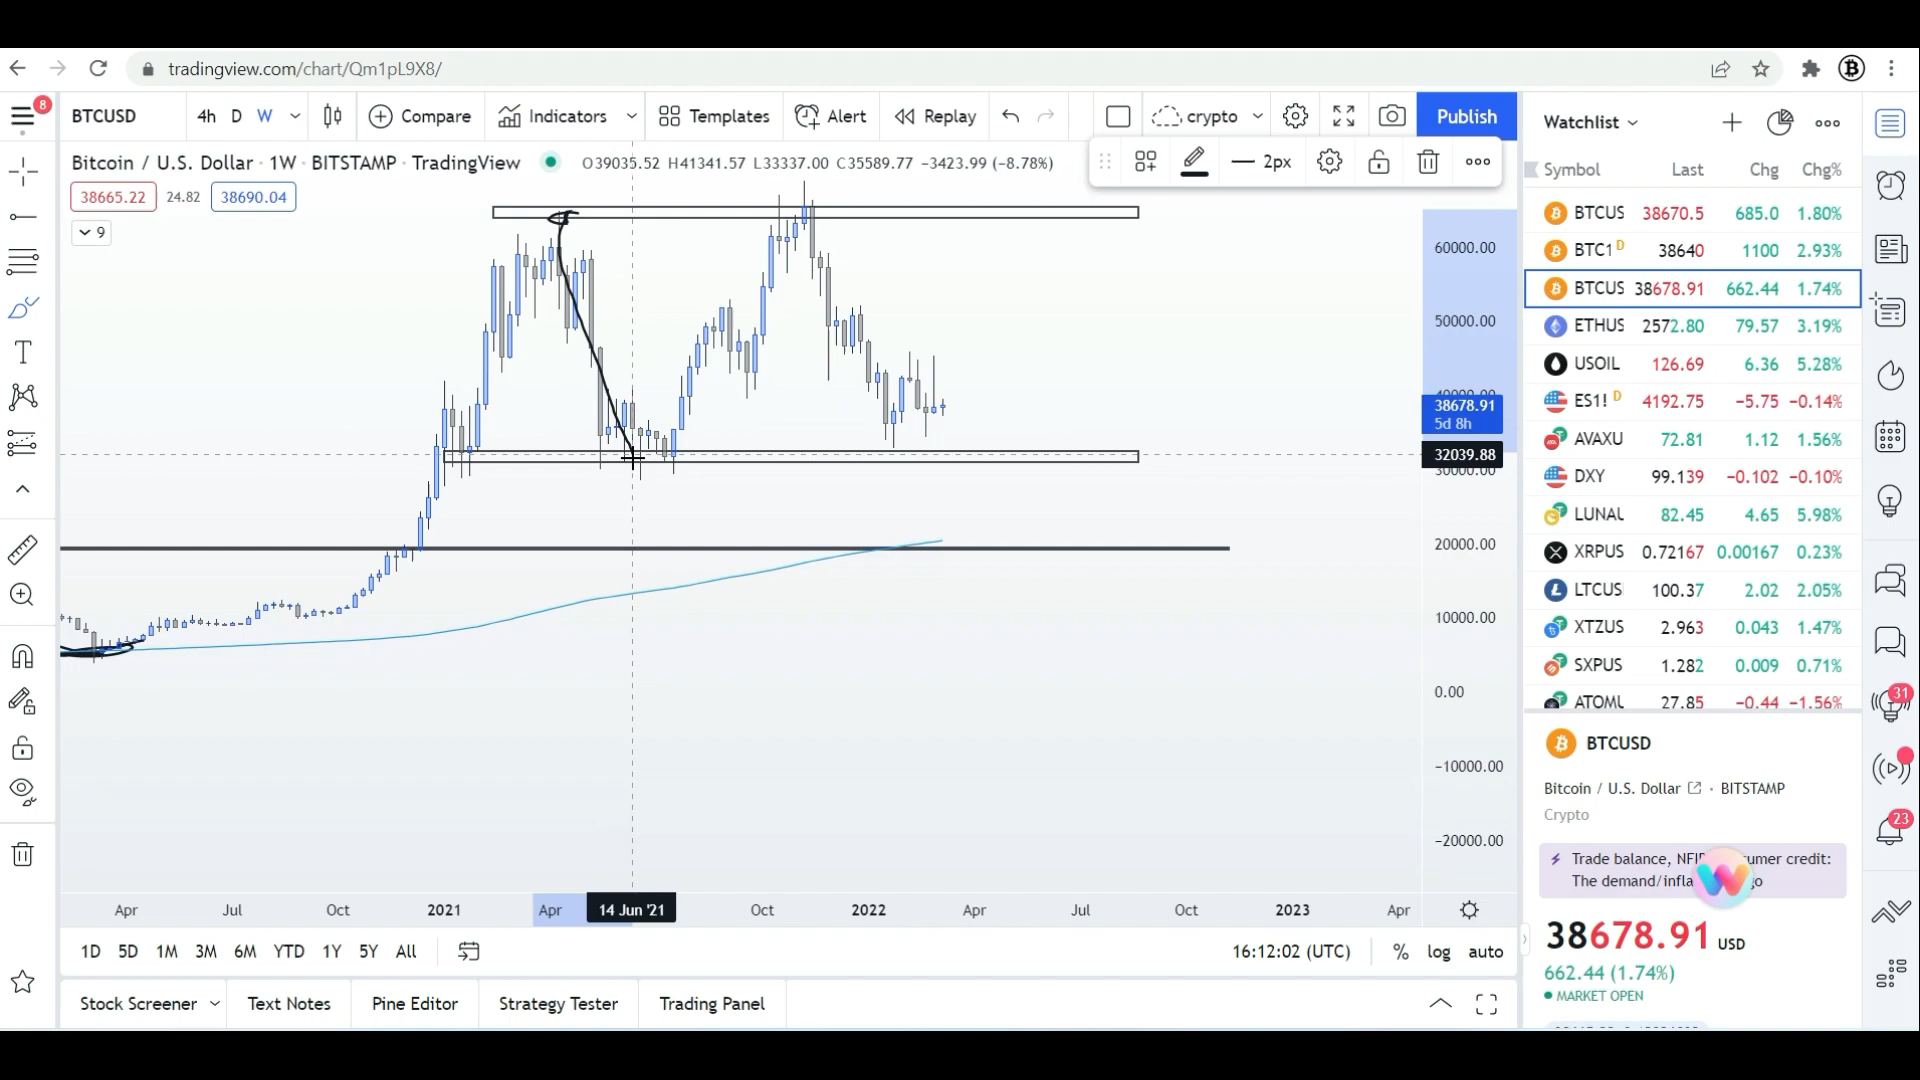 tradingview.com/chart/Qm1pL9X8/
8
BTCUSD 4h D W Compare Indicators Templates Alert Replay crypto Publish
Bitcoin / U.S. Dollar · 1W · BITSTAMP · TradingView O39035.52 H41341.57 L33337.00 C35589.77 −3423.99 (−8.78%)
2px
38665.22 24.82 38690.04
9
60000.00
50000.00
38678.91
5d 8h
32039.88
30000.00
20000.00
10000.00
0.00
−10000.00
−20000.00
Apr Jul Oct 2021 Apr 14 Jun '21 Oct 2022 Apr Jul Oct 2023 Apr
1D 5D 1M 3M 6M YTD 1Y 5Y All 16:12:02 (UTC) % log auto
Stock Screener Text Notes Pine Editor Strategy Tester Trading Panel
Watchlist
Symbol Last Chg Chg%
BTCUS 38670.5 685.0 1.80%
BTC1 D 38640 1100 2.93%
BTCUS 38678.91 662.44 1.74%
ETHUS 2572.80 79.57 3.19%
USOIL 126.69 6.36 5.28%
ES1! D 4192.75 −5.75 −0.14%
AVAXU 72.81 1.12 1.56%
DXY 99.139 −0.102 −0.10%
LUNAU 82.45 4.65 5.98%
XRPUS 0.72167 0.00167 0.23%
LTCUS 100.37 2.02 2.05%
XTZUS 2.963 0.043 1.47%
SXPUS 1.282 0.009 0.71%
ATOMU 27.85 −0.44 −1.56%
BTCUSD
Bitcoin / U.S. Dollar · BITSTAMP
Crypto
Trade balance, umer credit:
The demand/infla
38678.91 USD
662.44 (1.74%)
MARKET OPEN
31
23